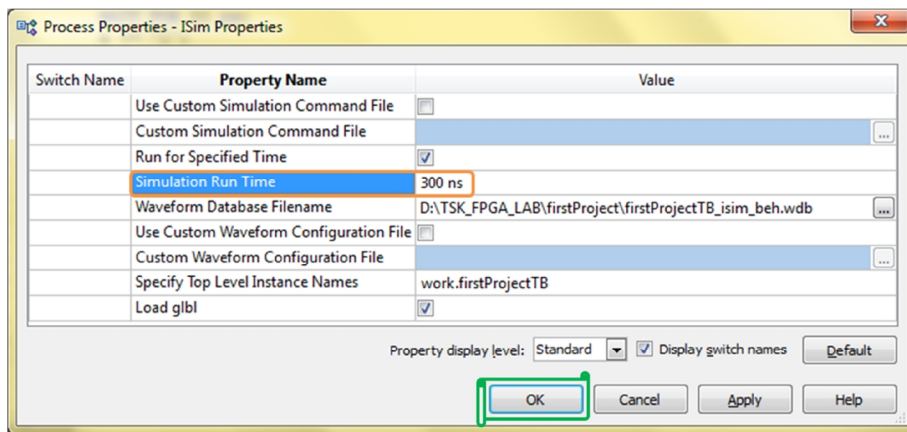 Process Properties - ISim Properties
Switch Name Property Name Value
Use Custom Simulation Command File
Custom Simulation Command File ...
Run for Specified Time
Simulation Run Time 300 ns
Waveform Database Filename D:\TSK_FPGA_LAB\firstProject\firstProjectTB_isim_beh.wdb ...
Use Custom Waveform Configuration File
Custom Waveform Configuration File ...
Specify Top Level Instance Names work.firstProjectTB
Load glbl
Property display level: Standard Display switch names Default
OK Cancel Apply Help